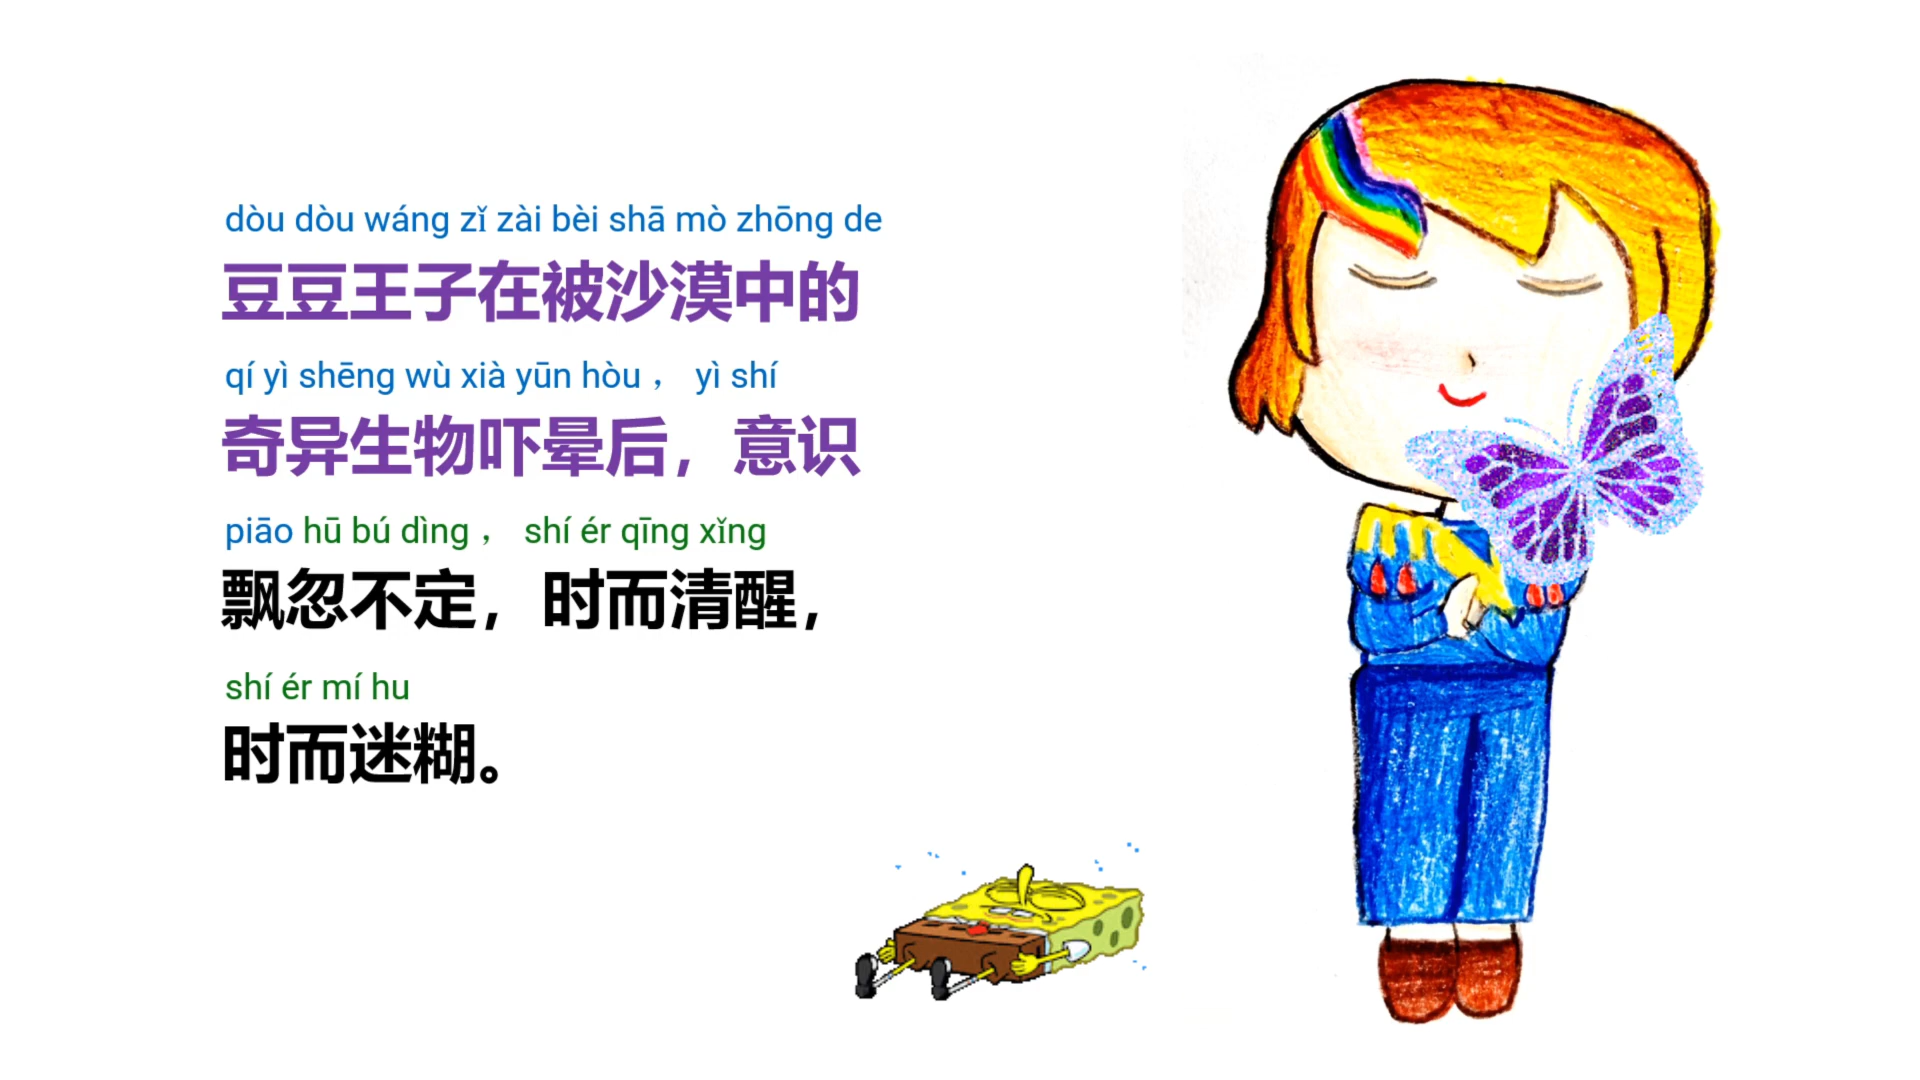 dòu dòu wáng zǐ zài bèi shā mò zhōng de
豆豆王子在被沙漠中的
qí yì shēng wù xià yūn hòu ， yì shí
奇异生物吓晕后，意识
piāo hū bú dìng ， shí ér qīng xǐng
飘忽不定，时而清醒，
shí ér mí hu
时而迷糊。